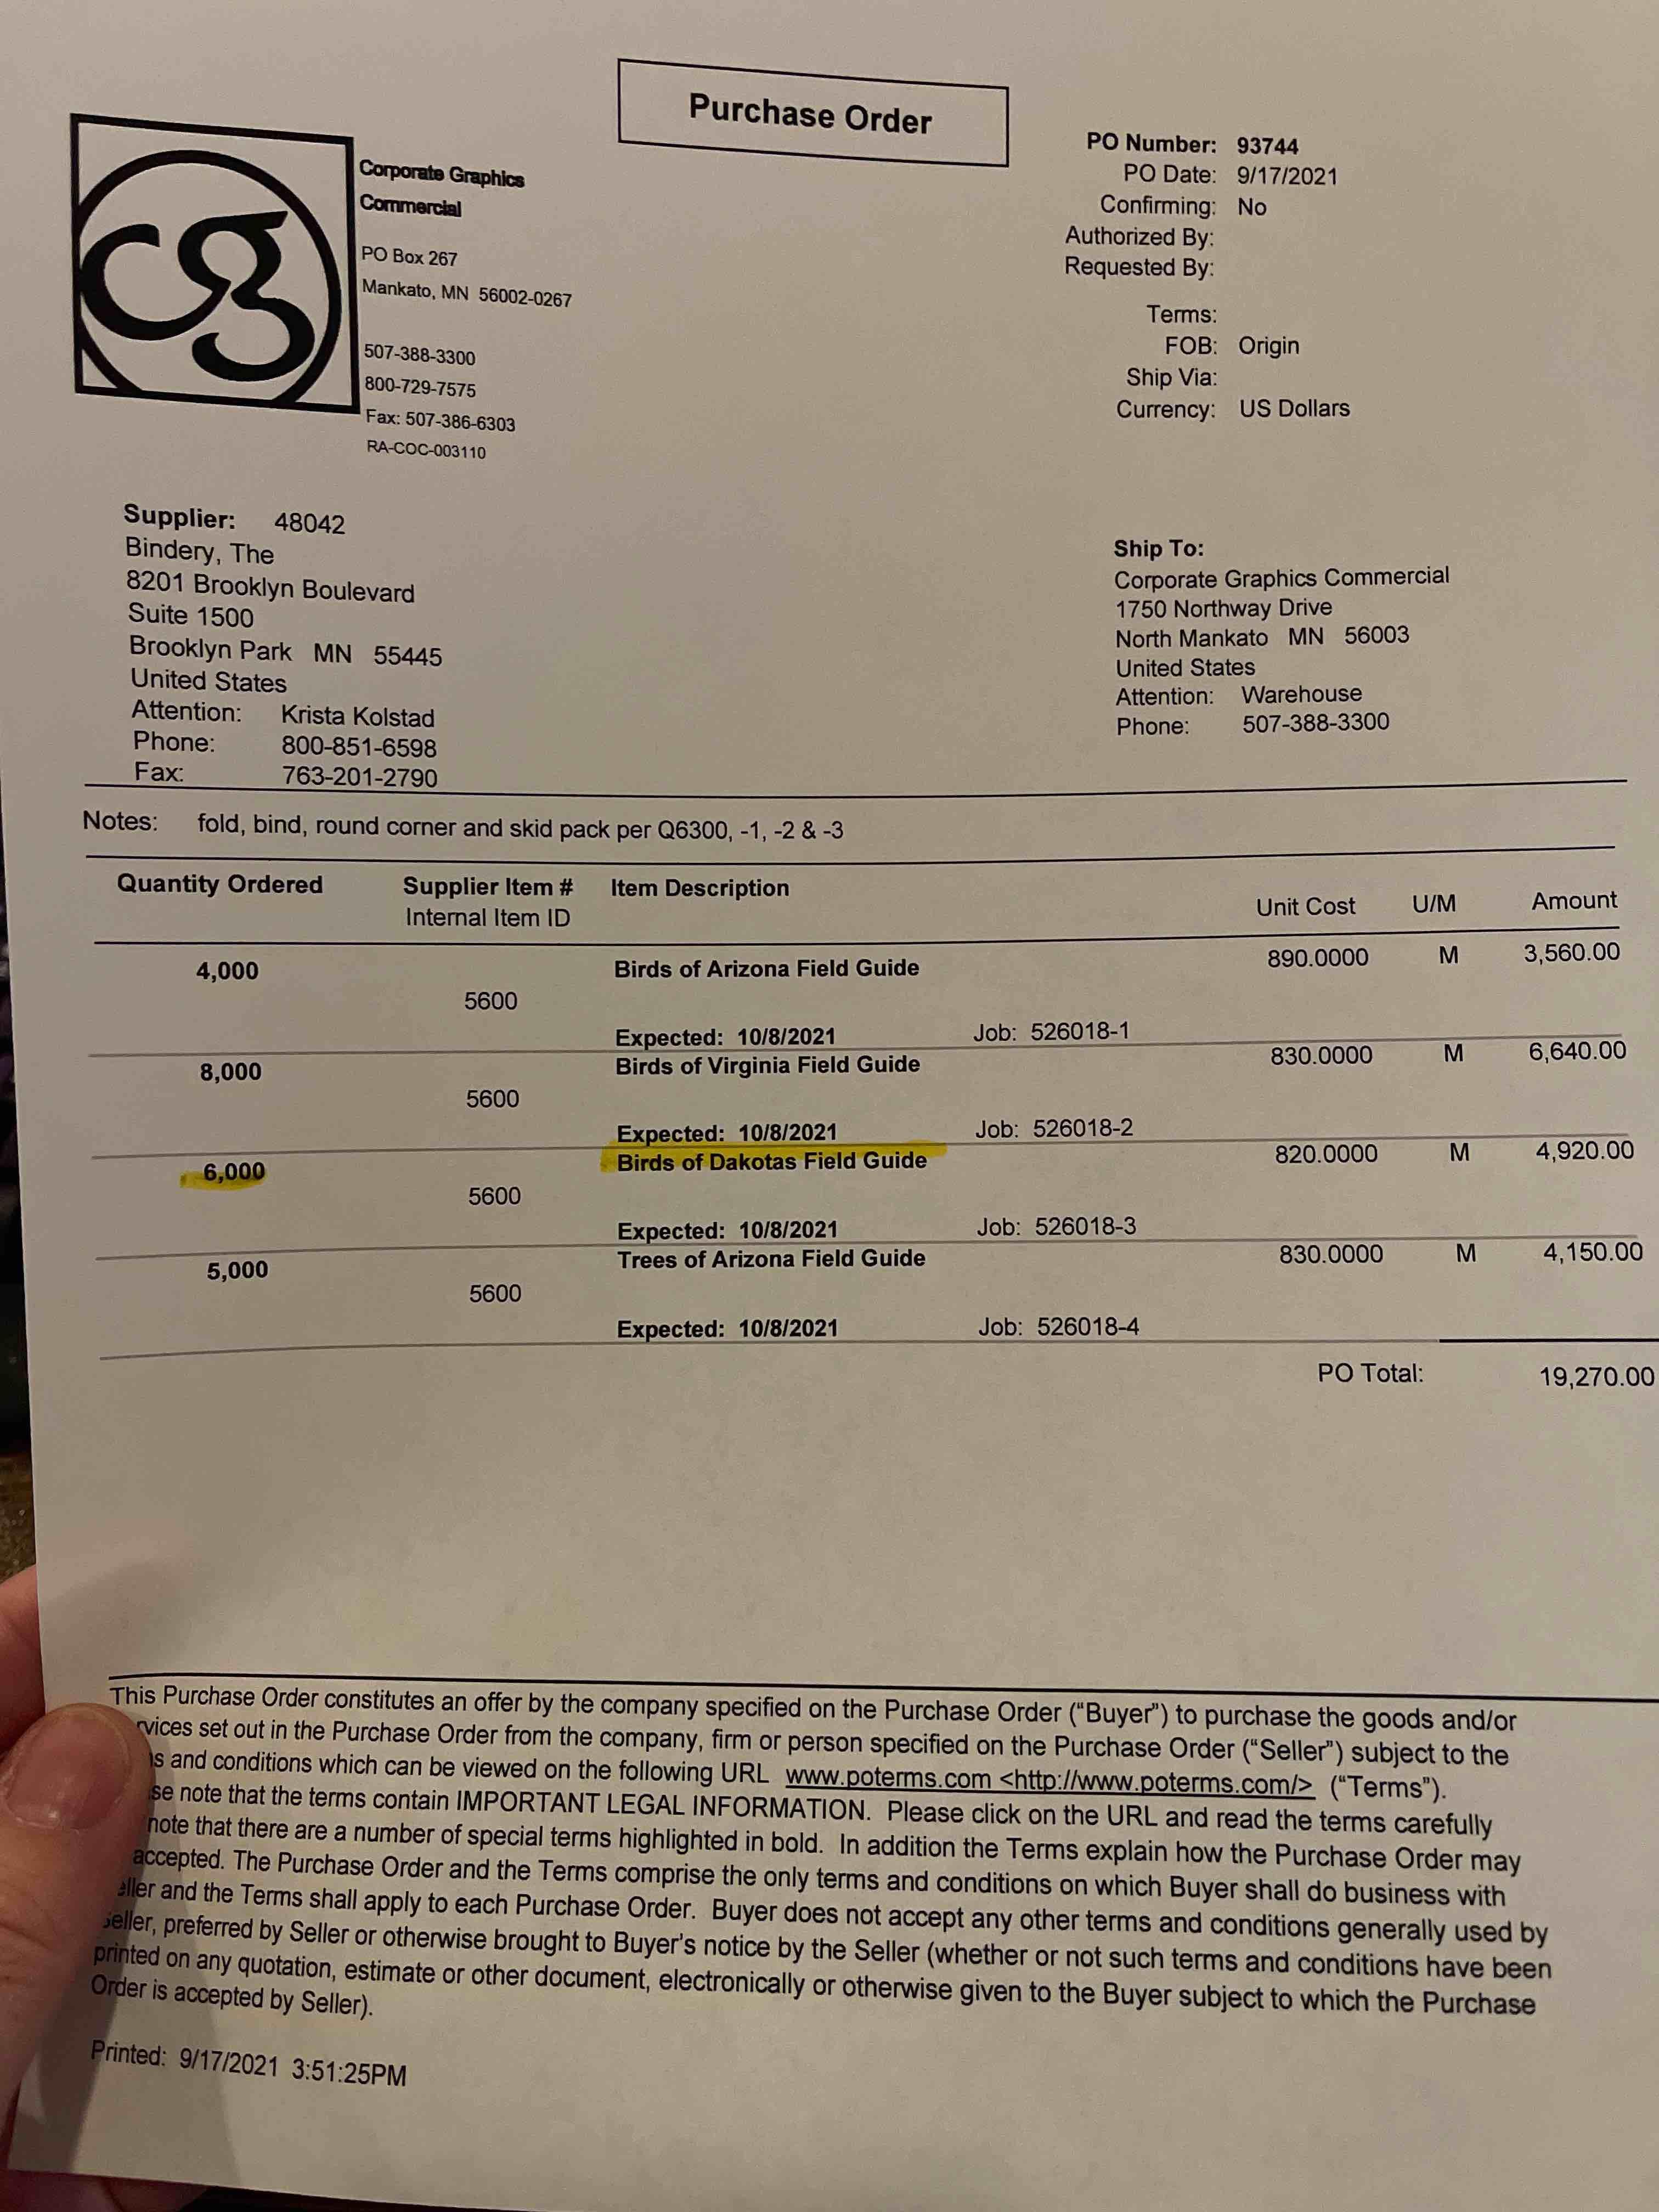 Purchase Order
cg
Corporate Graphics
Commercial
PO Box 267
Mankato, MN 56002-0267
507-388-3300
800-729-7575
Fax: 507-386-6303
RA-COC-003110
PO Number: 93744
PO Date: 9/17/2021
Confirming: No
Authorized By:
Requested By:
Terms:
FOB: Origin
Ship Via:
Currency: US Dollars
Supplier: 48042
Bindery, The
8201 Brooklyn Boulevard
Suite 1500
Brooklyn Park MN 55445
United States
Attention: Krista Kolstad
Phone: 800-851-6598
Fax: 763-201-2790
Ship To:
Corporate Graphics Commercial
1750 Northway Drive
North Mankato MN 56003
United States
Attention: Warehouse
Phone: 507-388-3300
Notes: fold, bind, round corner and skid pack per Q6300, -1, -2 & -3
Quantity Ordered Supplier Item # Item Description Unit Cost U/M Amount
Internal Item ID
4,000 Birds of Arizona Field Guide 890.0000 M 3,560.00
5600
Expected: 10/8/2021 Job: 526018-1
8,000 Birds of Virginia Field Guide 830.0000 M 6,640.00
5600
Expected: 10/8/2021 Job: 526018-2
6,000 Birds of Dakotas Field Guide 820.0000 M 4,920.00
5600
Expected: 10/8/2021 Job: 526018-3
5,000 Trees of Arizona Field Guide 830.0000 M 4,150.00
5600
Expected: 10/8/2021 Job: 526018-4
PO Total: 19,270.00
This Purchase Order constitutes an offer by the company specified on the Purchase Order (“Buyer”) to purchase the goods and/or
set out in the Purchase Order from the company, firm or person specified on the Purchase Order (“Seller”) subject to the
and conditions which can be viewed on the following URL www.poterms.com <http://www.poterms.com/> (“Terms”).
note that the terms contain IMPORTANT LEGAL INFORMATION. Please click on the URL and read the terms carefully
note that there are a number of special terms highlighted in bold. In addition the Terms explain how the Purchase Order may
accepted. The Purchase Order and the Terms comprise the only terms and conditions on which Buyer shall do business with
and the Terms shall apply to each Purchase Order. Buyer does not accept any other terms and conditions generally used by
Seller, preferred by Seller or otherwise brought to Buyer's notice by the Seller (whether or not such terms and conditions have been
printed on any quotation, estimate or other document, electronically or otherwise given to the Buyer subject to which the Purchase
Order is accepted by Seller).
Printed: 9/17/2021 3:51:25PM